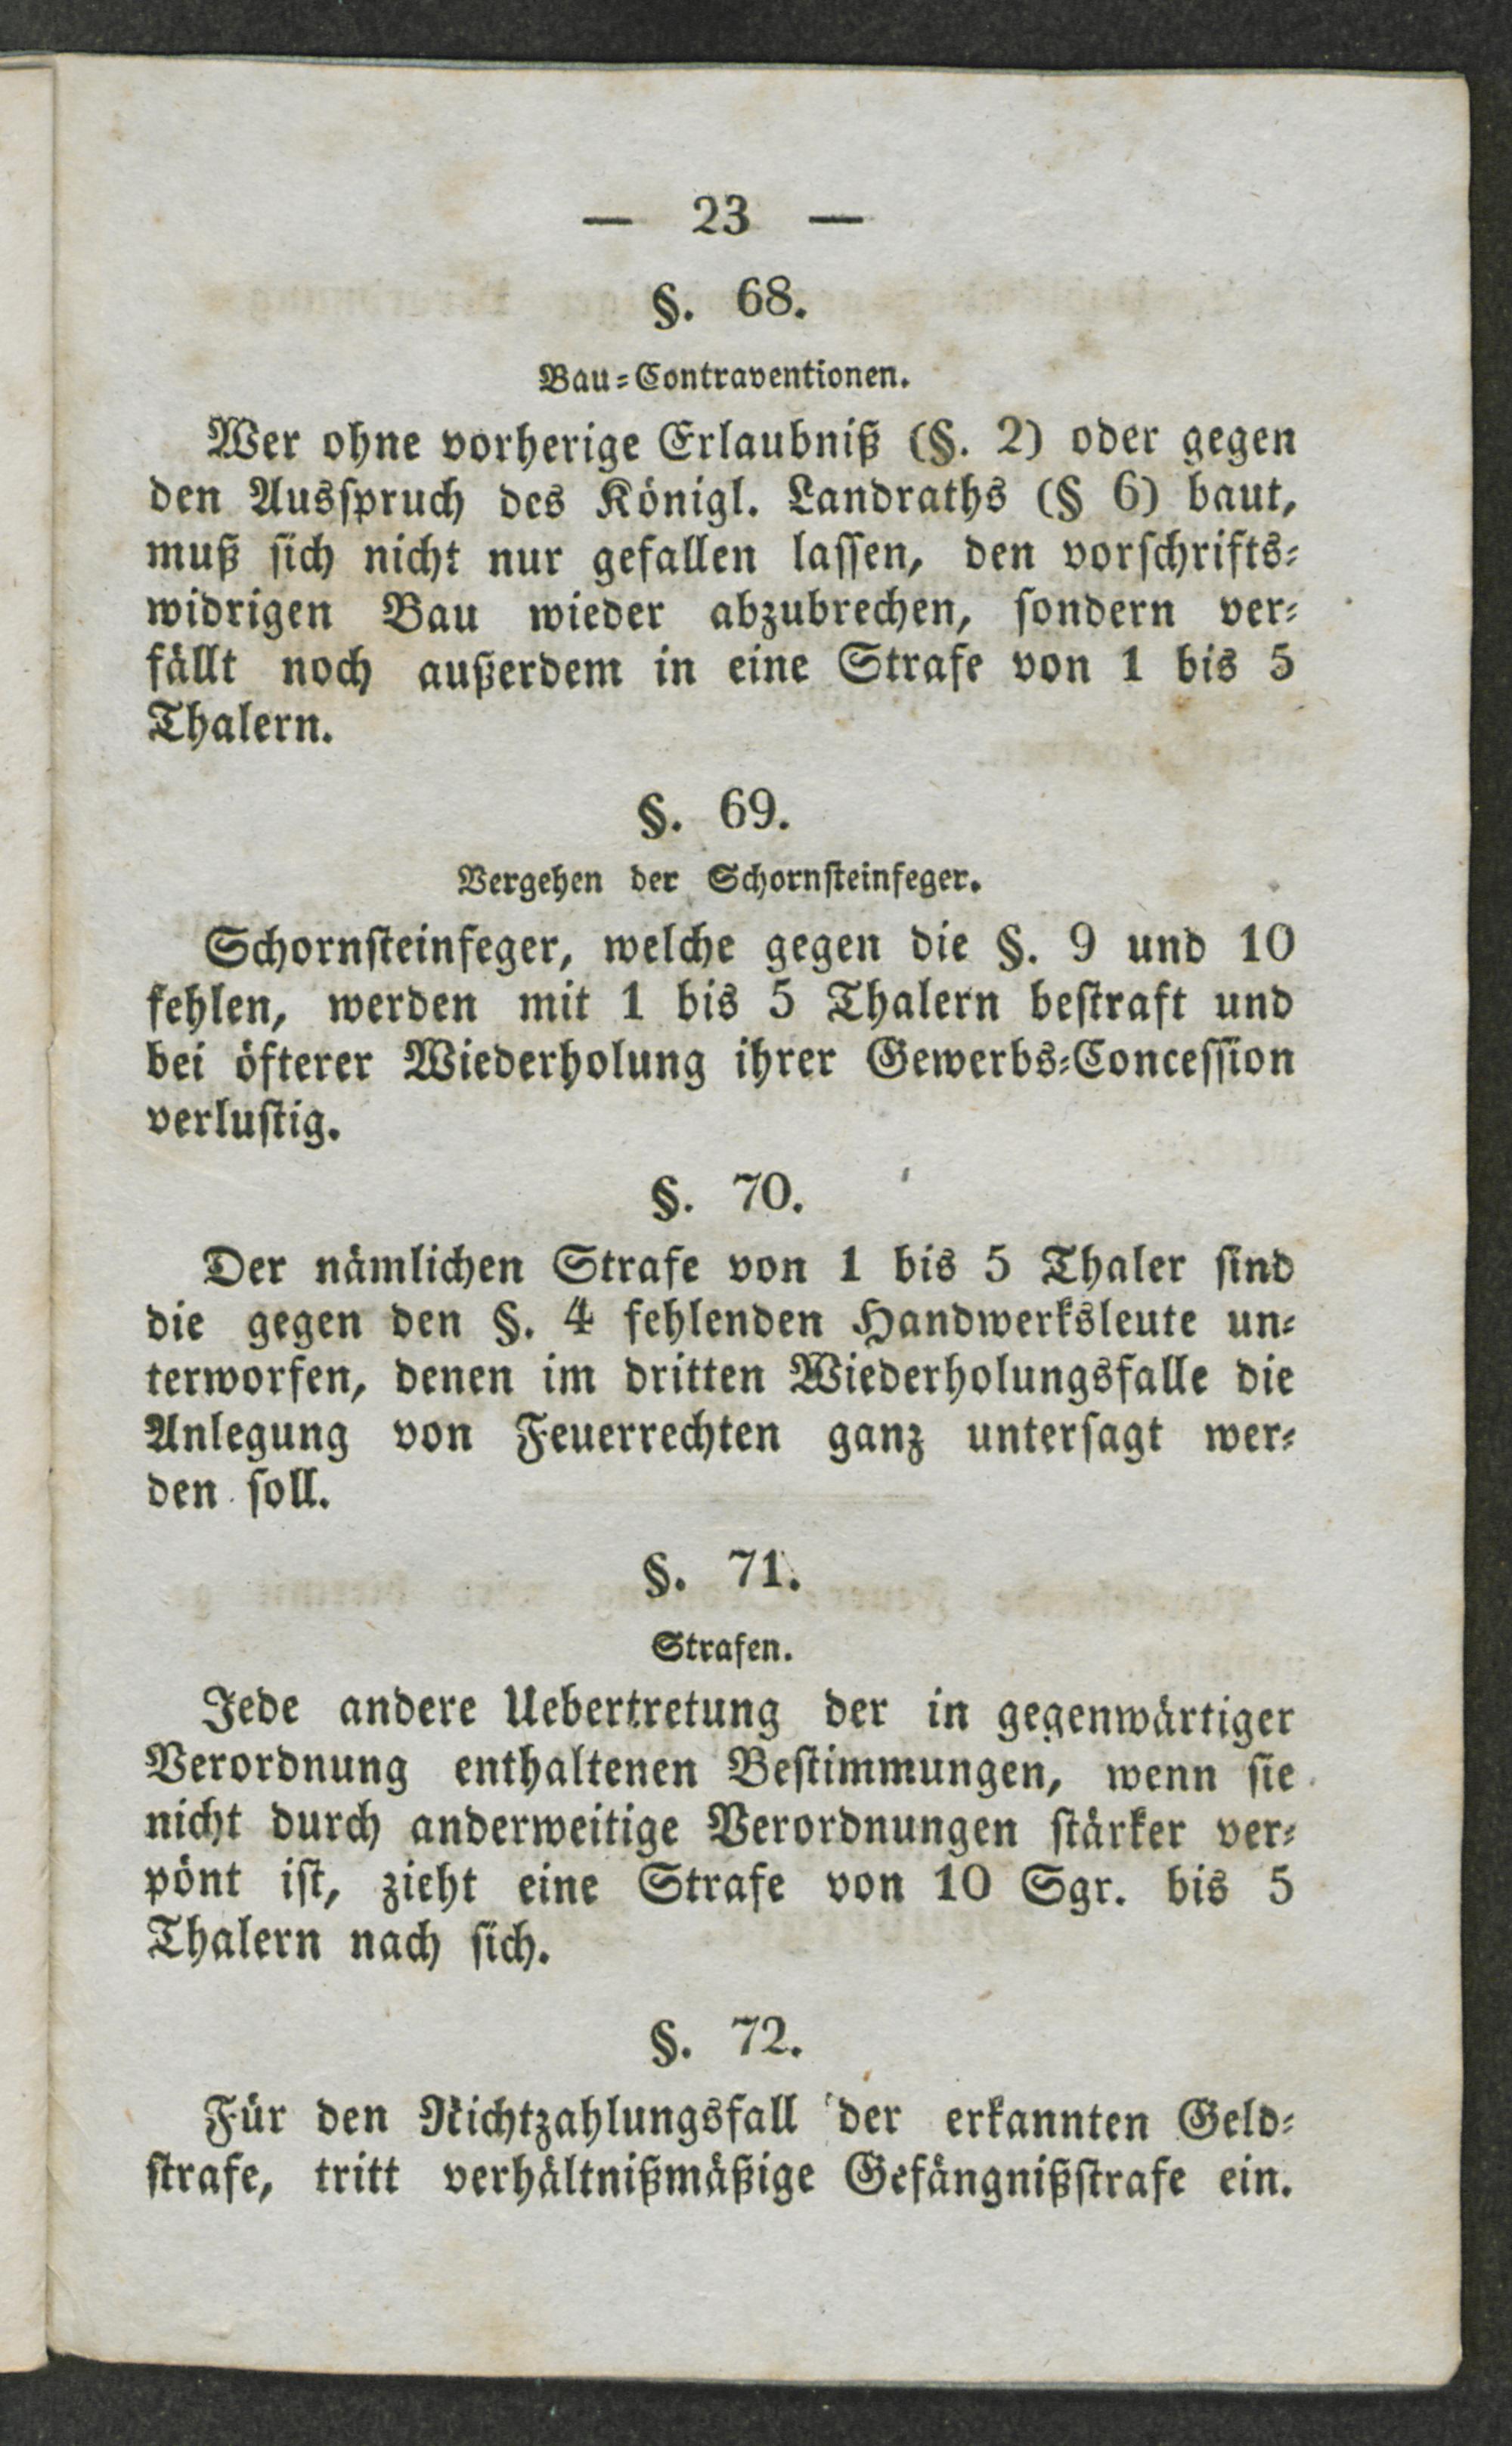 — 23 —
§. 68.
Bau-Contraventionen.
Wer ohne vorherige Erlaubniß (§. 2) oder gegen
den Ausspruch des Königl. Landraths (§ 6) baut,
muß sich nicht nur gefallen lassen, den vorschrifts-
widrigen Bau wieder abzubrechen, sondern ver-
fällt noch außerdem in eine Strafe von 1 bis 5
Thalern.
§. 69.
Vergehen der Schornsteinfeger.
Schornsteinfeger, welche gegen die §. 9 und 10
fehlen, werden mit 1 bis 5 Thalern bestraft und
bei öfterer Wiederholung ihrer Gewerbs-Concession
verlustig.
§. 70.
Der nämlichen Strafe von 1 bis 5 Thaler sind
die gegen den §. 4 fehlenden Handwerksleute un-
terworfen, denen im dritten Wiederholungsfalle die
Anlegung von Feuerrechten ganz untersagt wer-
den soll.
§. 71.
Strafen.
Jede andere Uebertretung der in gegenwärtiger
Verordnung enthaltenen Bestimmungen, wenn sie
nicht durch anderweitige Verordnungen stärker ver-
pönt ist, zieht eine Strafe von 10 Sgr. bis 5
Thalern nach sich.
§. 72.
Für den Nichtzahlungsfall der erkannten Geld-
strafe, tritt verhältnißmäßige Gefängnißstrafe ein.